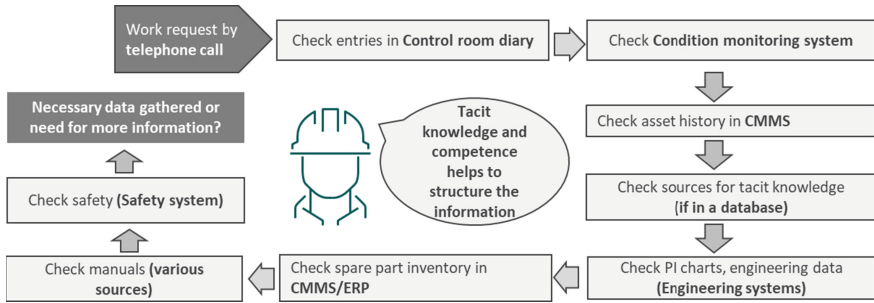 Work request by
telephone call
Check entries in Control room diary
Check Condition monitoring system
Check asset history in CMMS
Check sources for tacit knowledge
(if in a database)
Check PI charts, engineering data
(Engineering systems)
Check spare part inventory in
CMMS/ERP
Check manuals (various
sources)
Check safety (Safety system)
Necessary data gathered or
need for more information?
Tacit
knowledge and
competence
helps to
structure the
information